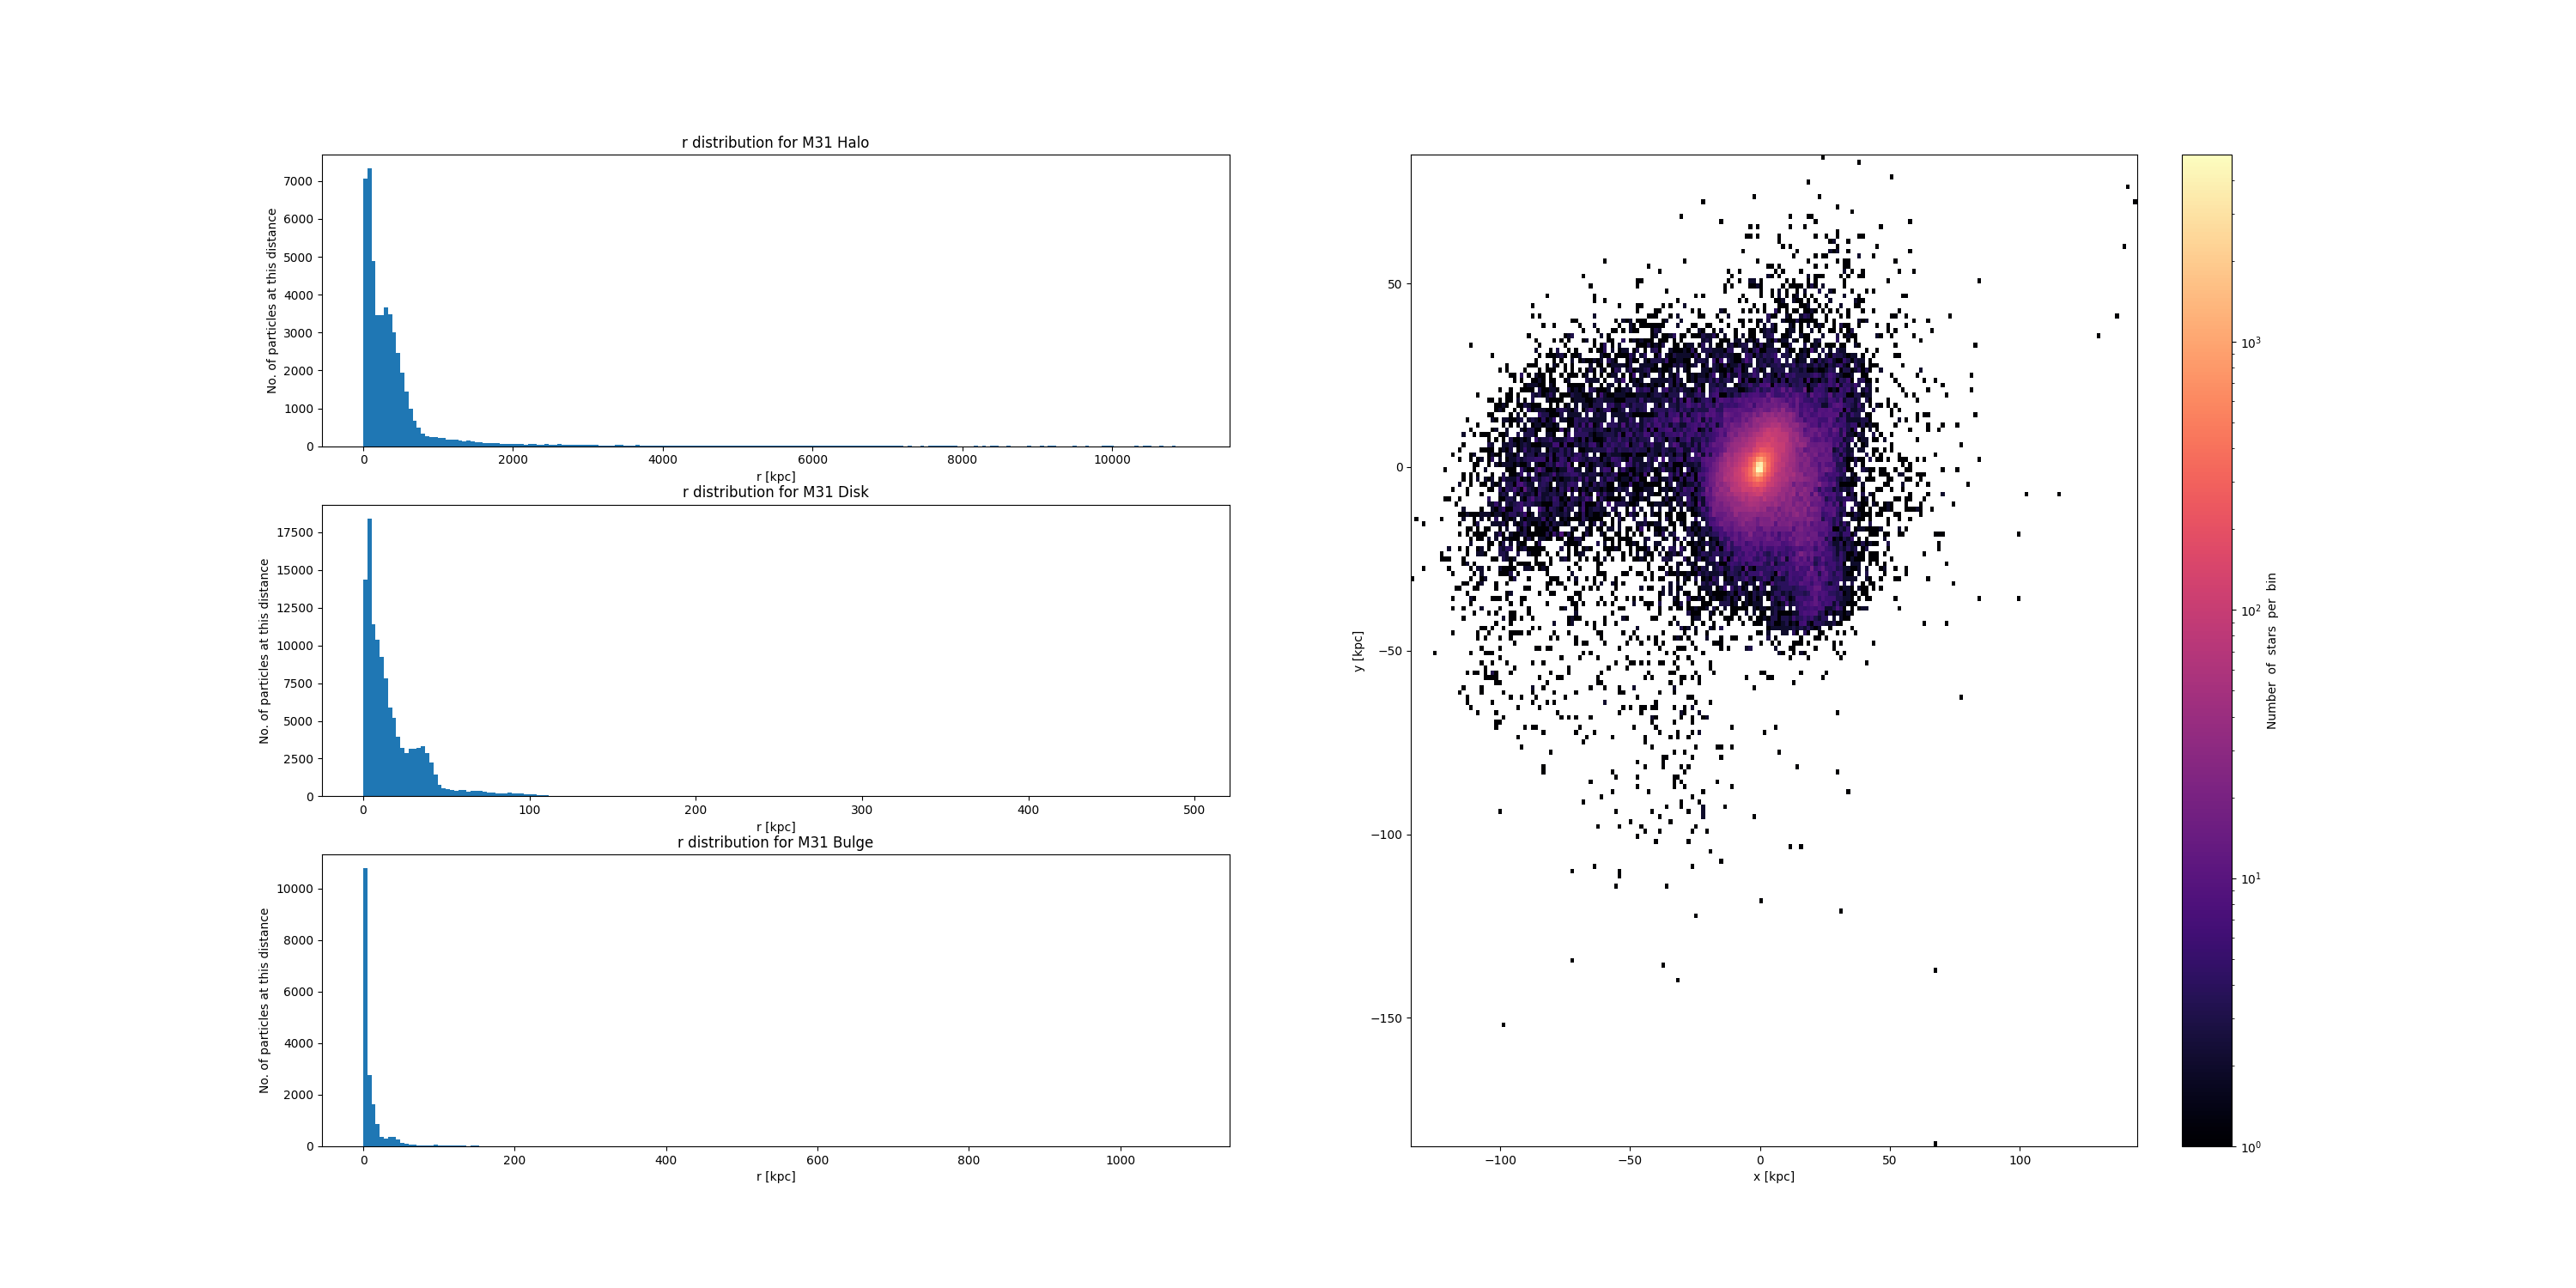 r distribution for M31 Halo
No. of particles at this distance
7000
6000
5000
4000
3000
2000
1000
0
0 2000 4000 6000 8000 10000
r [kpc]
r distribution for M31 Disk
No. of particles at this distance
17500
15000
12500
10000
7500
5000
2500
0
0 100 200 300 400 500
r [kpc]
r distribution for M31 Bulge
No. of particles at this distance
10000
8000
6000
4000
2000
0
0 200 400 600 800 1000
r [kpc]
y [kpc]
50
0
−50
−100
−150
−100 −50 0 50 100
x [kpc]
10³
10²
10¹
10⁰
Number of stars per bin